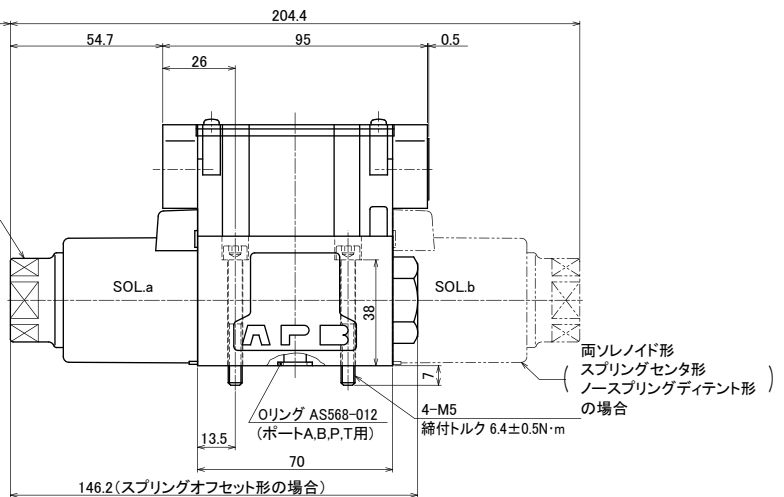 204.4
54.7
95
0.5
26
SOL.a
SOL.b
38
APB
7
両ソレノイド形
スプリングセンタ形
ノースプリングディテント形
の場合
Oリング AS568-012
(ポートA,B,P,T用)
4-M5
締付トルク 6.4±0.5N･m
13.5
70
146.2(スプリングオフセット形の場合)